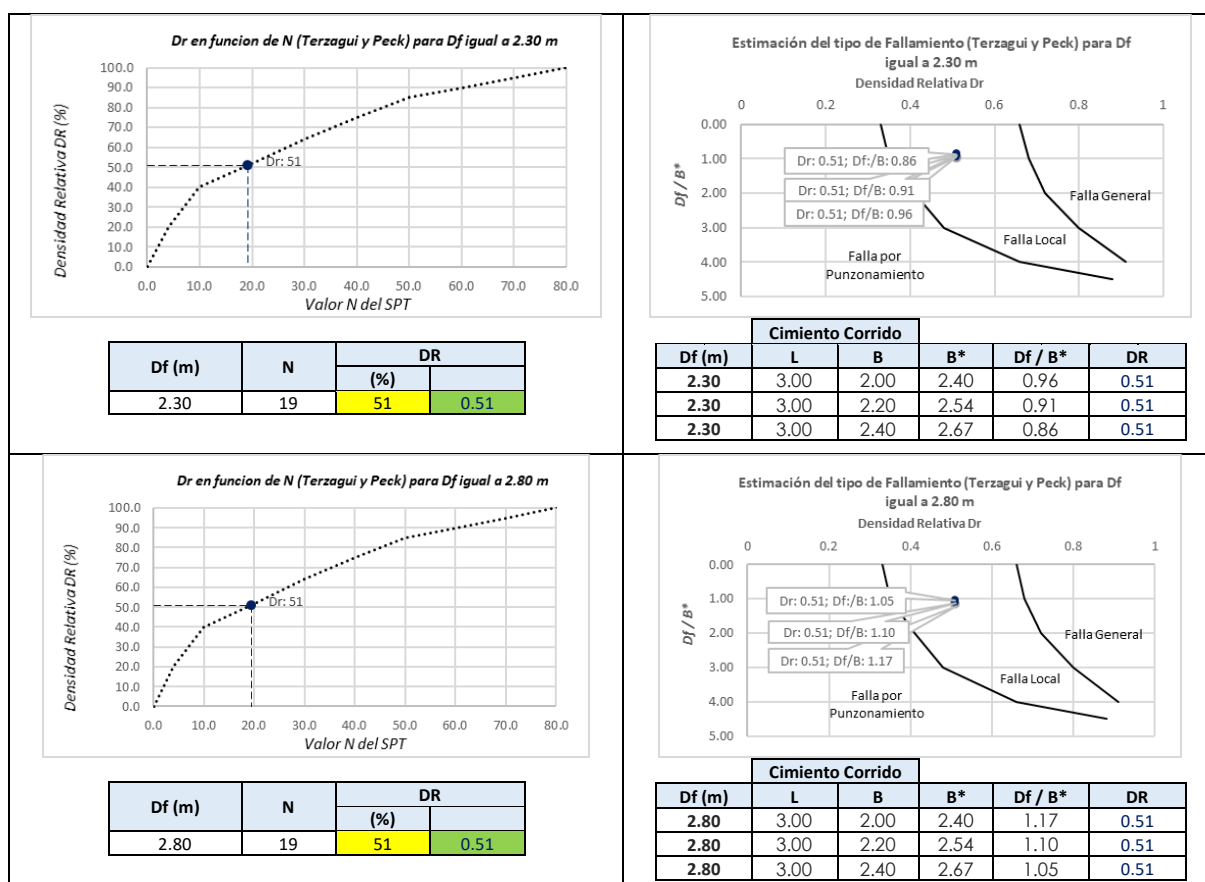 Dr en funcion de N (Terzagui y Peck) para Df igual a 2.30 m
Densidad Relativa DR (%)
100.0
90.0
80.0
70.0
60.0
50.0
40.0
30.0
20.0
10.0
0.0
Dr: 51
0.0 10.0 20.0 30.0 40.0 50.0 60.0 70.0 80.0
Valor N del SPT
Df (m) N DR
(%)
2.30 19 51 0.51
Estimación del tipo de Fallamiento (Terzagui y Peck) para Df
igual a 2.30 m
Densidad Relativa Dr
0 0.2 0.4 0.6 0.8 1
Df / B*
0.00
1.00
2.00
3.00
4.00
5.00
Dr: 0.51; Df:/B: 0.86
Dr: 0.51; Df/B: 0.91
Dr: 0.51; Df/B: 0.96
Falla General
Falla Local
Falla por
Punzonamiento
Cimiento Corrido
Df (m) L B B* Df / B* DR
2.30 3.00 2.00 2.40 0.96 0.51
2.30 3.00 2.20 2.54 0.91 0.51
2.30 3.00 2.40 2.67 0.86 0.51
Dr en funcion de N (Terzagui y Peck) para Df igual a 2.80 m
Densidad Relativa DR (%)
100.0
90.0
80.0
70.0
60.0
50.0
40.0
30.0
20.0
10.0
0.0
Dr: 51
0.0 10.0 20.0 30.0 40.0 50.0 60.0 70.0 80.0
Valor N del SPT
Df (m) N DR
(%)
2.80 19 51 0.51
Estimación del tipo de Fallamiento (Terzagui y Peck) para Df
igual a 2.80 m
Densidad Relativa Dr
0 0.2 0.4 0.6 0.8 1
Df / B*
0.00
1.00
2.00
3.00
4.00
5.00
Dr: 0.51; Df:/B: 1.05
Dr: 0.51; Df/B: 1.10
Dr: 0.51; Df/B: 1.17
Falla General
Falla Local
Falla por
Punzonamiento
Cimiento Corrido
Df (m) L B B* Df / B* DR
2.80 3.00 2.00 2.40 1.17 0.51
2.80 3.00 2.20 2.54 1.10 0.51
2.80 3.00 2.40 2.67 1.05 0.51